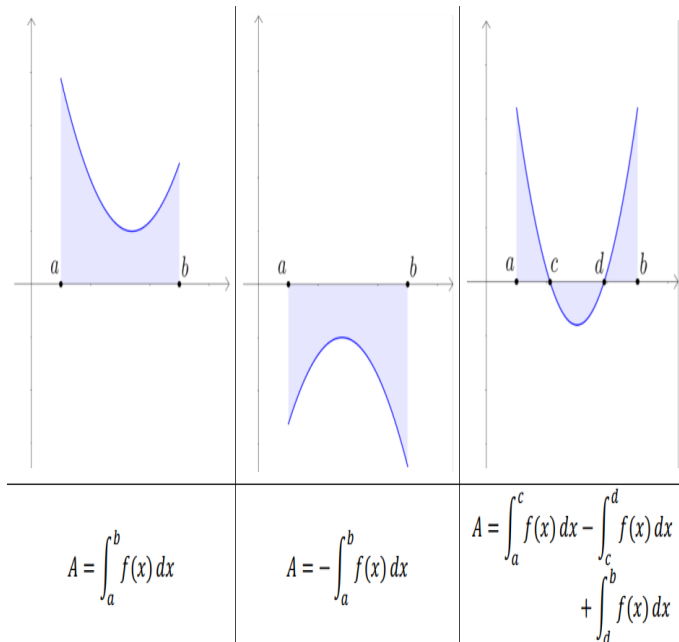 a b
a b
a c d b
A = ∫_a^b f(x) dx
A = − ∫_a^b f(x) dx
A = ∫_a^c f(x) dx − ∫_c^d f(x) dx
+ ∫_d^b f(x) dx